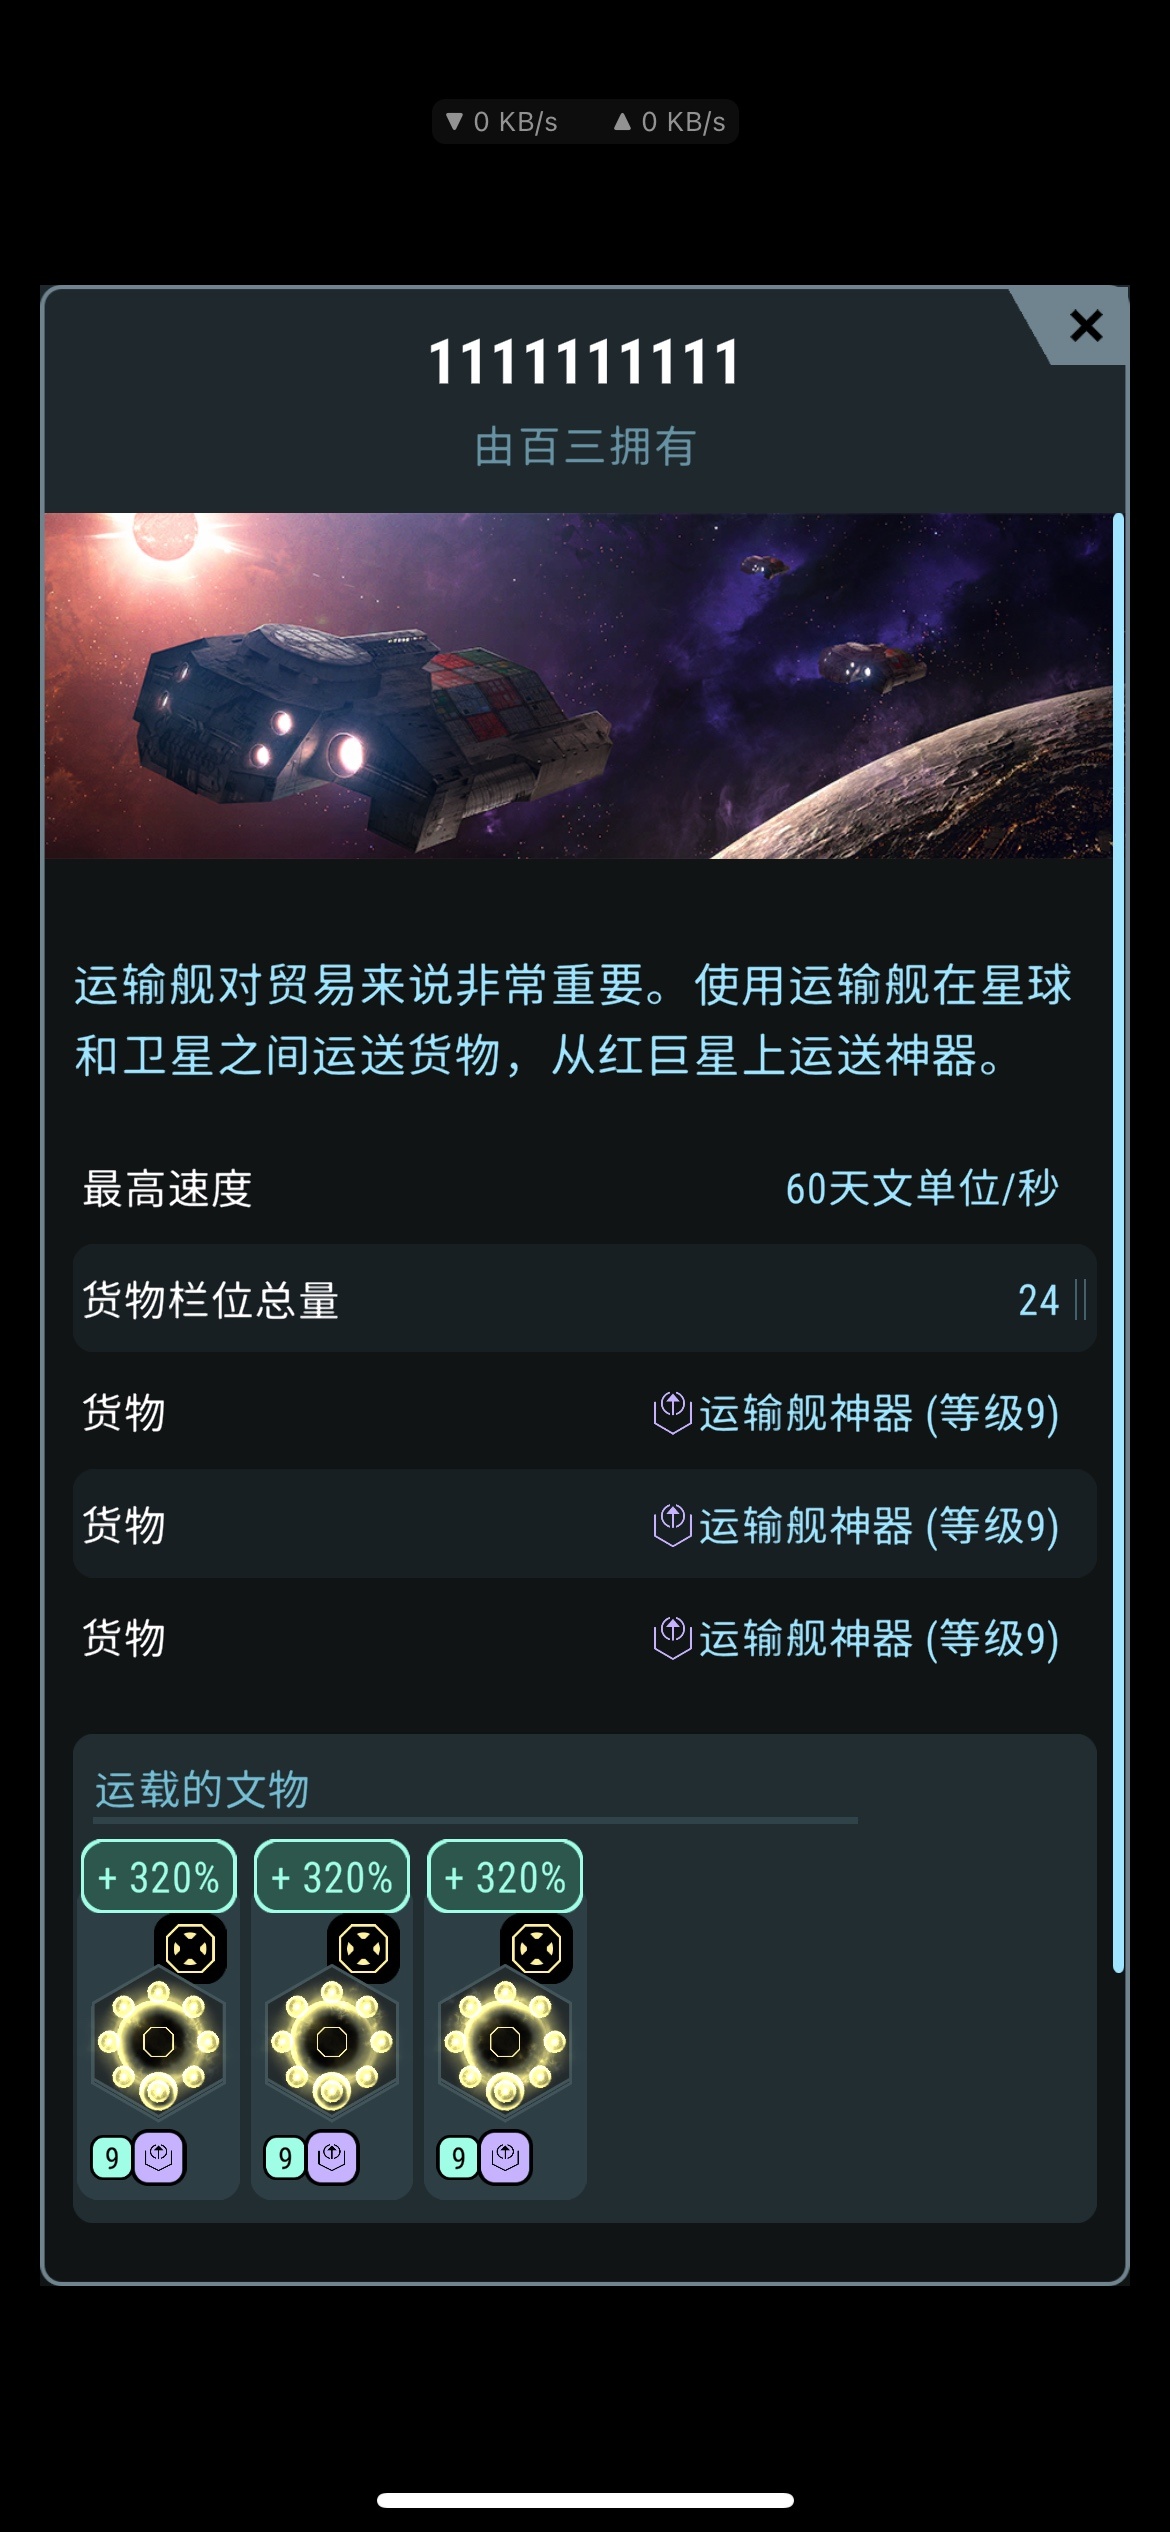 ▼ 0 KB/s ▲ 0 KB/s
1111111111
由百三拥有
运输舰对贸易来说非常重要。使用运输舰在星球
和卫星之间运送货物，从红巨星上运送神器。
最高速度 60天文单位/秒
货物栏位总量 24
货物 运输舰神器 (等级9)
货物 运输舰神器 (等级9)
货物 运输舰神器 (等级9)
运载的文物
+ 320% + 320% + 320%
9 9 9